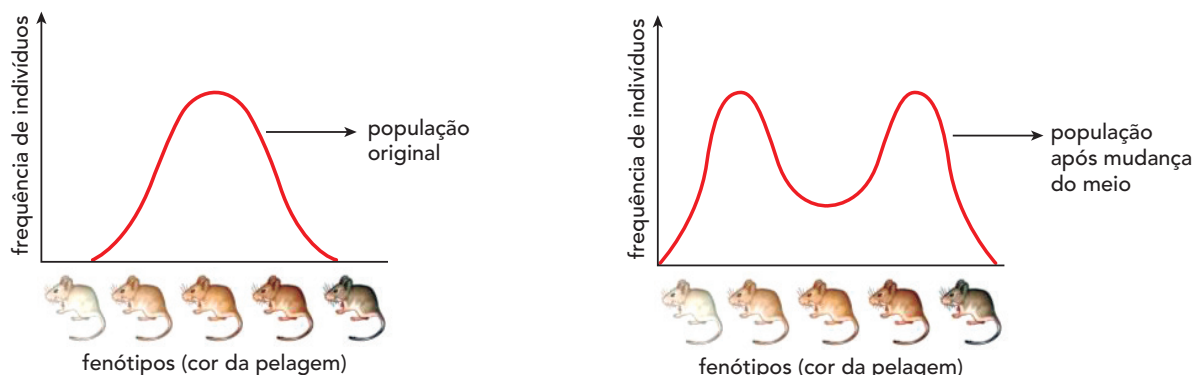 frequência de indivíduos
população
original
fenótipos (cor da pelagem)
frequência de indivíduos
população
após mudança
do meio
fenótipos (cor da pelagem)